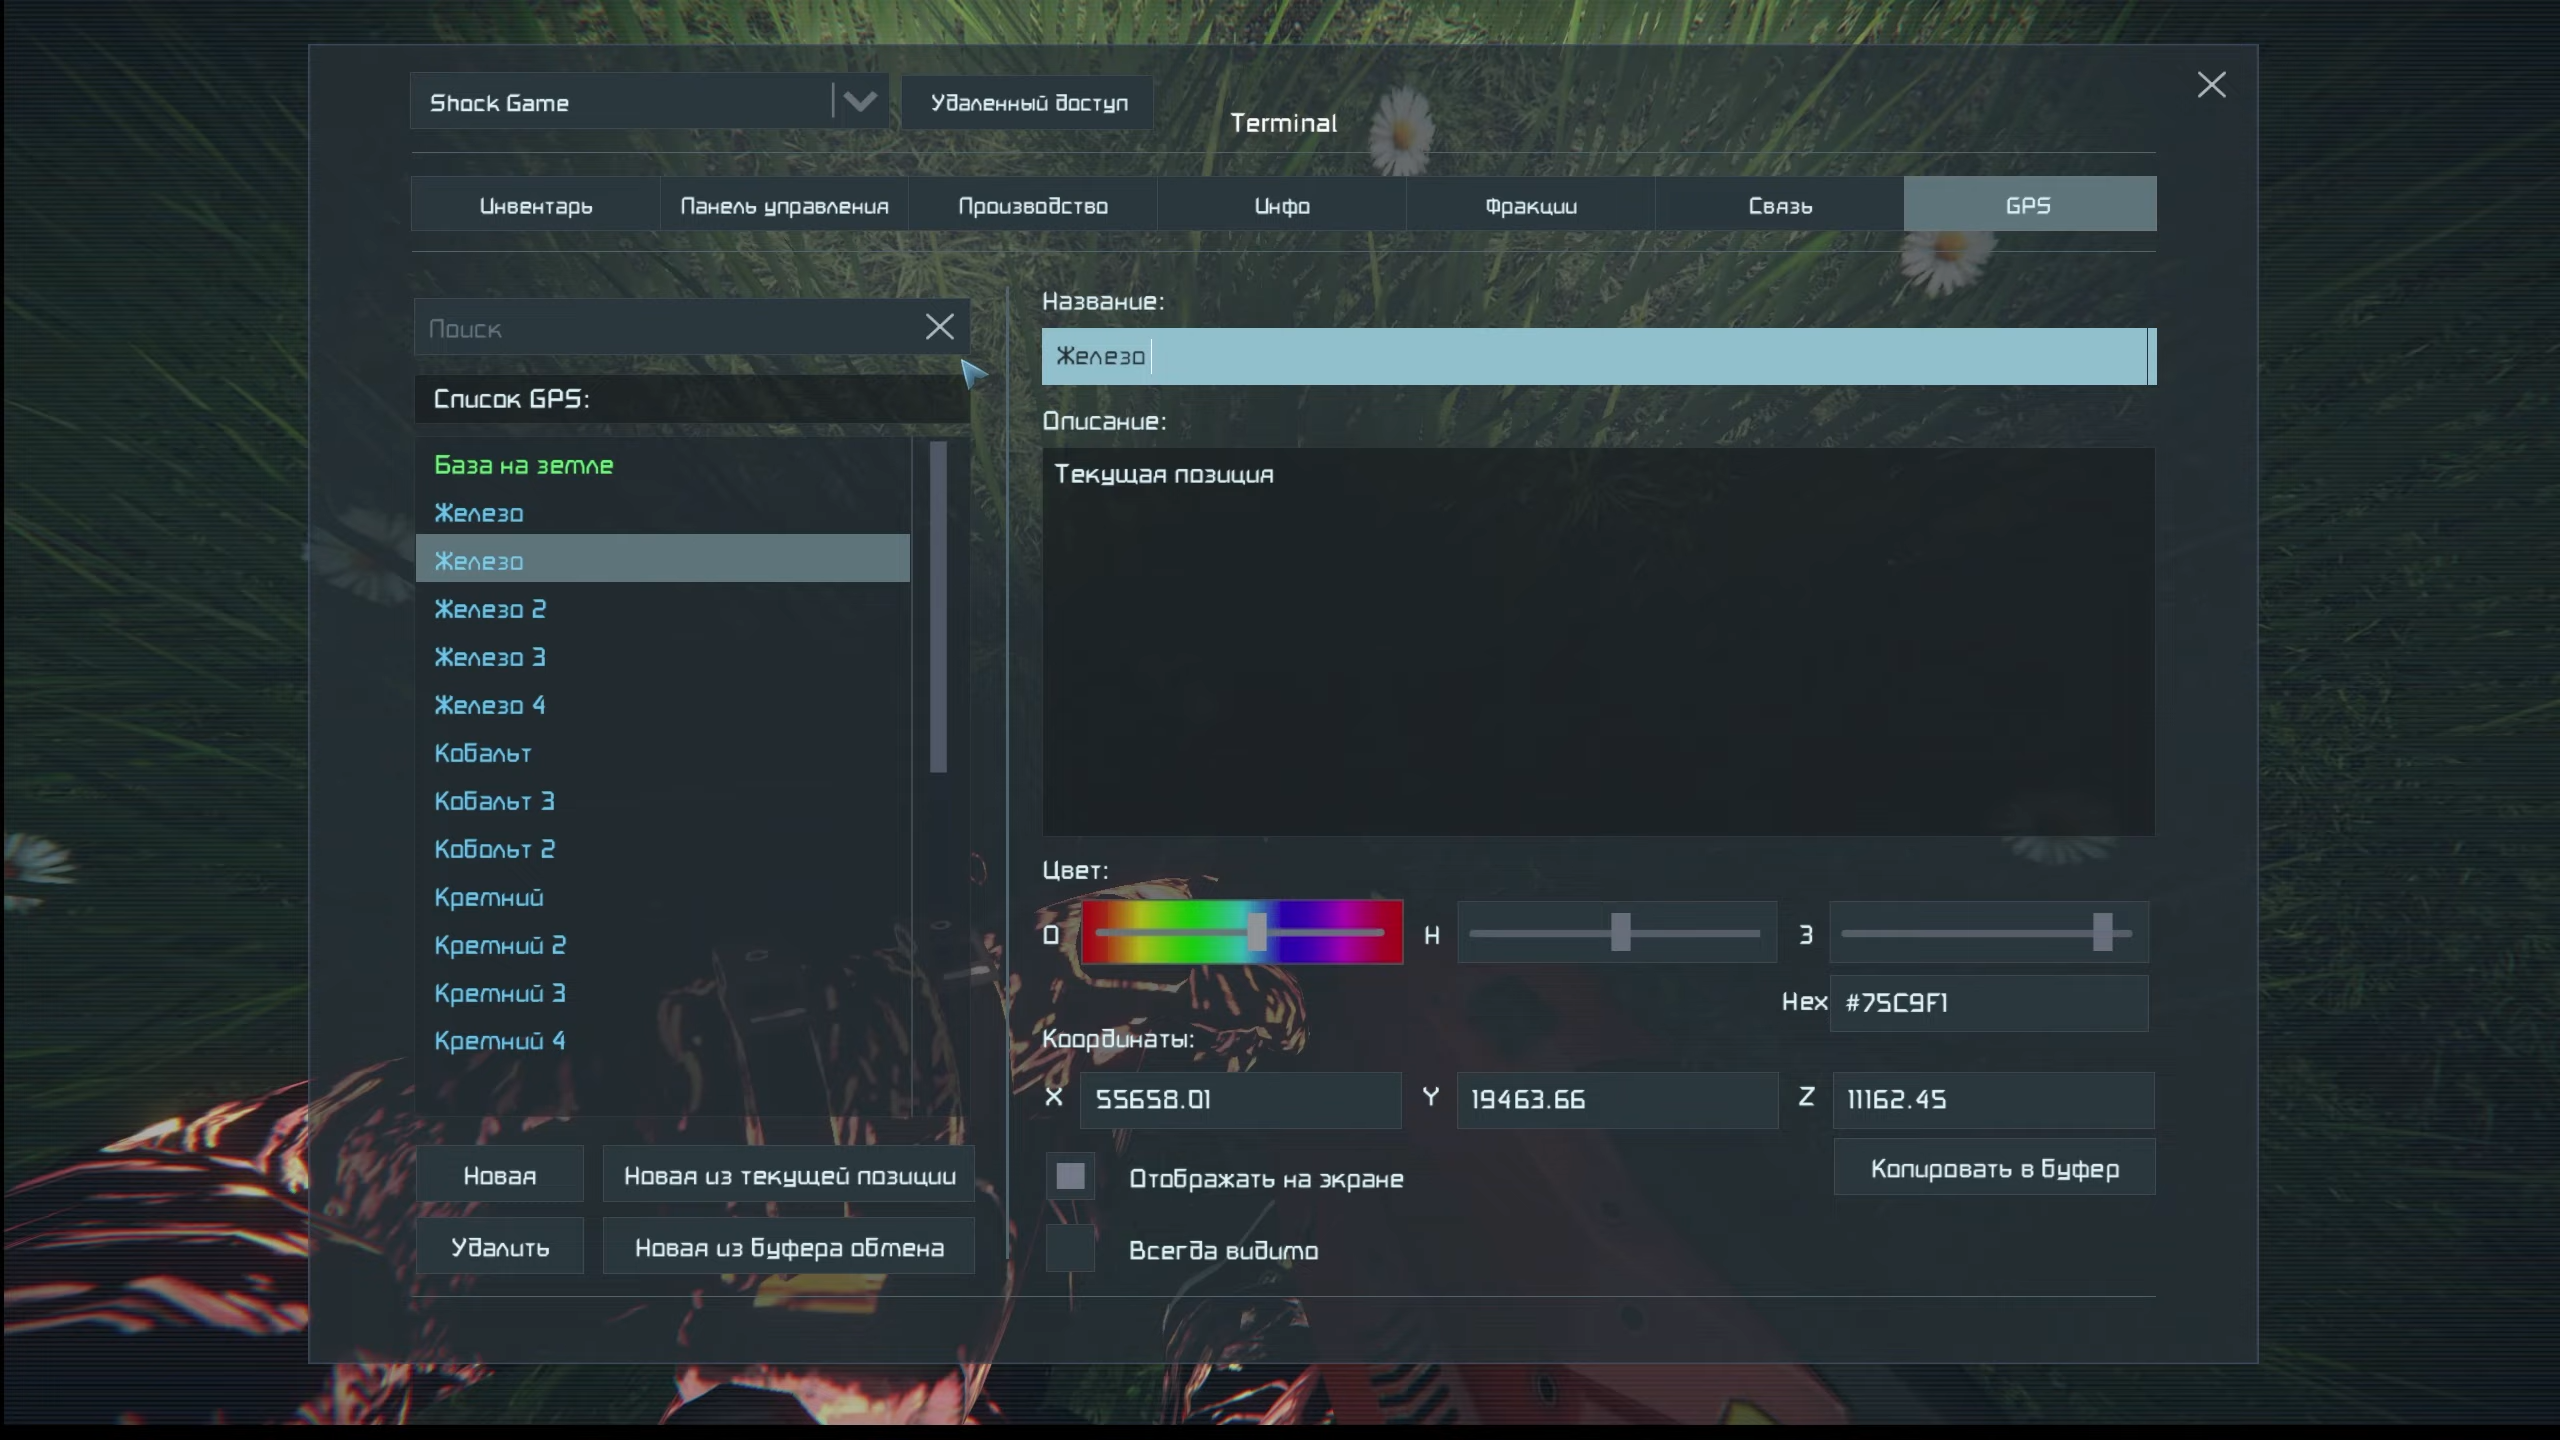 Shock Game
Удаленный доступ
Terminal
Инвентарь
Панель управления
Производство
Инфо
Фракции
Связь
GPS
Поиск
Список GPS:
База на земле
Железо
Железо
Железо 2
Железо 3
Железо 4
Кобальт
Кобальт 3
Кобольт 2
Кремний
Кремний 2
Кремний 3
Кремний 4
Новая
Новая из текущей позиции
Удалить
Новая из буфера обмена
Название:
Железо
Описание:
Текущая позиция
Цвет:
О
Н
З
Hex #75C9F1
Координаты:
X 55658.01 Y 19463.66 Z 11162.45
Копировать в буфер
Отображать на экране
Всегда видимо